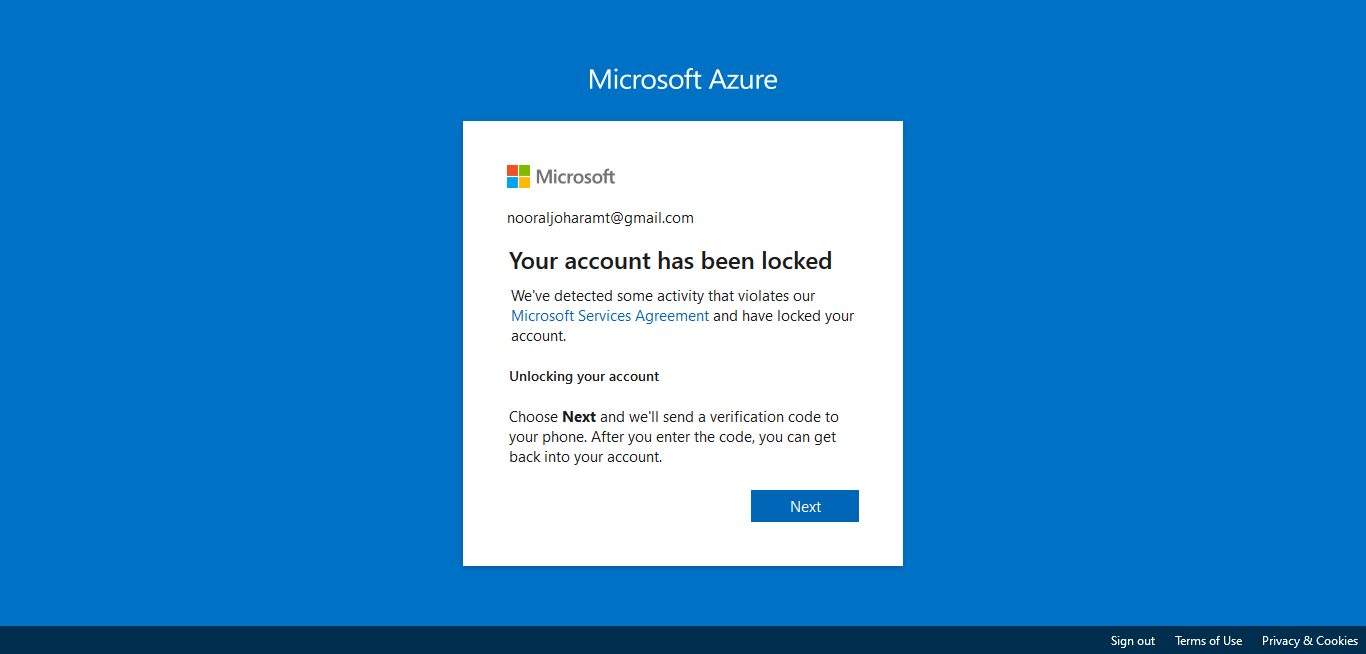 Microsoft Azure
Microsoft
nooraljoharamt@gmail.com
Your account has been locked
We've detected some activity that violates our
Microsoft Services Agreement and have locked your
account.
Unlocking your account
Choose Next and we'll send a verification code to
your phone. After you enter the code, you can get
back into your account.
Next
Sign out Terms of Use Privacy & Cookies